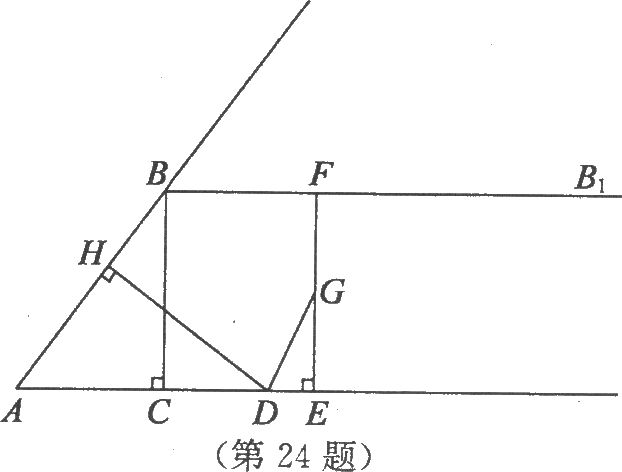 B F B₁
H
G
A C D E
(第 24 题)